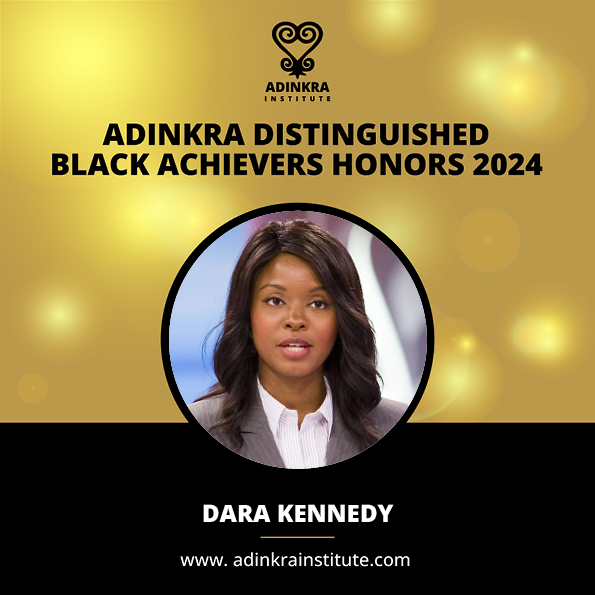 ADINKRA
INSTITUTE
ADINKRA DISTINGUISHED
BLACK ACHIEVERS HONORS 2024
DARA KENNEDY
www. adinkrainstitute.com